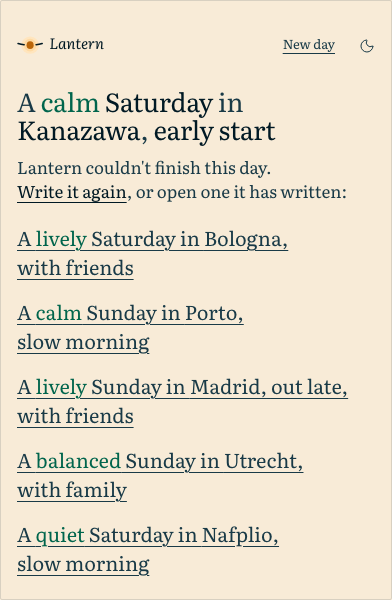 Lantern
New day
A calm Saturday in
Kanazawa, early start
Lantern couldn't finish this day.
Write it again, or open one it has written:
A lively Saturday in Bologna,
with friends
A calm Sunday in Porto,
slow morning
A lively Sunday in Madrid, out late,
with friends
A balanced Sunday in Utrecht,
with family
A quiet Saturday in Nafplio,
slow morning